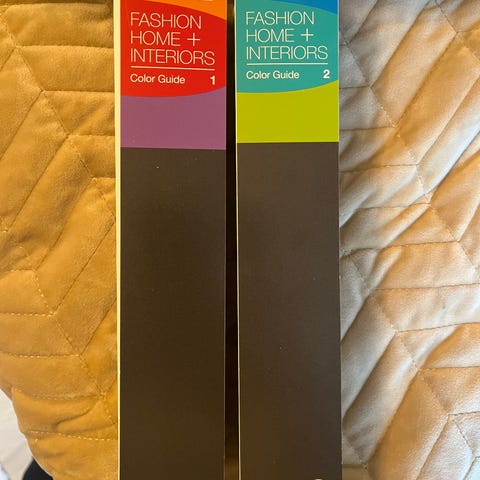 FASHION
HOME +
INTERIORS
Color Guide 1
FASHION
HOME +
INTERIORS
Color Guide 2